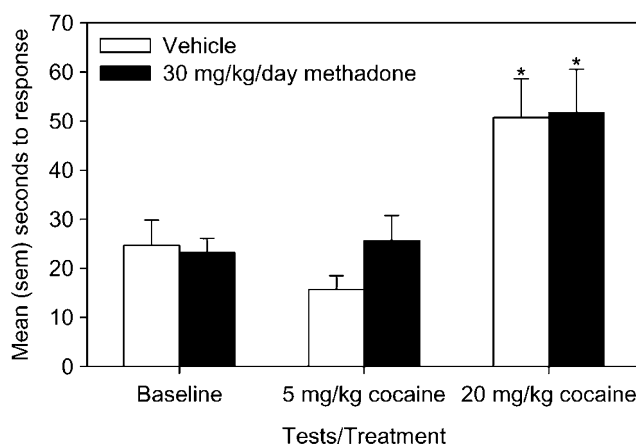 Mean (sem) seconds to response
70
60
50
40
30
20
10
0
Vehicle
30 mg/kg/day methadone
* *
Baseline 5 mg/kg cocaine 20 mg/kg cocaine
Tests/Treatment